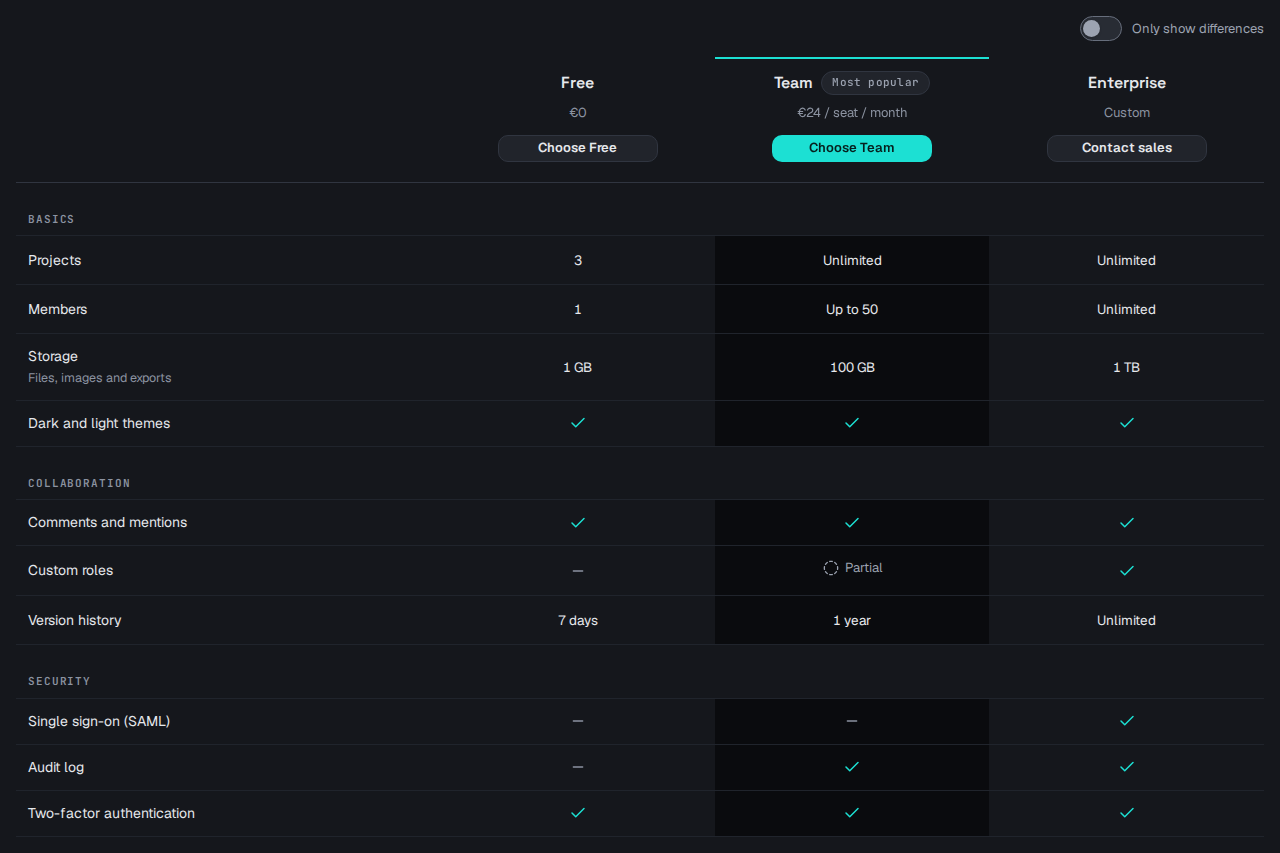 Only show differences
Free Team Most popular Enterprise
€0 €24 / seat / month Custom
Choose Free Choose Team Contact sales
BASICS
Projects 3 Unlimited Unlimited
Members 1 Up to 50 Unlimited
Storage
Files, images and exports
1 GB 100 GB 1 TB
Dark and light themes
COLLABORATION
Comments and mentions
Custom roles — Partial
Version history 7 days 1 year Unlimited
SECURITY
Single sign-on (SAML) — —
Audit log —
Two-factor authentication